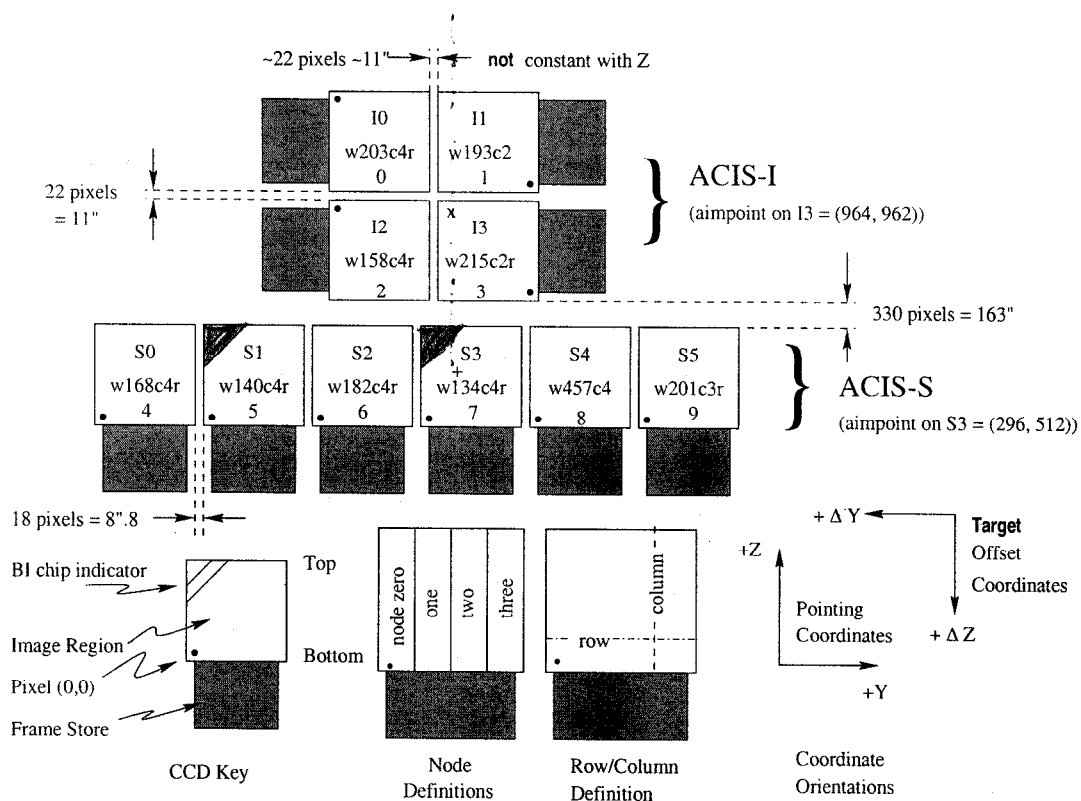 ~22 pixels ~11" not constant with Z
I0
w203c4r
0
I1
w193c2
1
22 pixels
= 11"
ACIS-I
(aimpoint on I3 = (964, 962))
I2
w158c4r
2
I3
w215c2r
3
330 pixels = 163"
S0
w168c4r
4
S1
w140c4r
5
S2
w182c4r
6
S3
w134c4r
7
S4
w457c4
8
S5
w201c3r
9
ACIS-S
(aimpoint on S3 = (296, 512))
18 pixels = 8".8
BI chip indicator
Image Region
Pixel (0,0)
Frame Store
Top
Bottom
CCD Key
node zero
one
two
three
Node
Definitions
column
row
Row/Column
Definition
+ Δ Y
Target
Offset
Coordinates
+ Δ Z
+Z
Pointing
Coordinates
+Y
Coordinate
Orientations